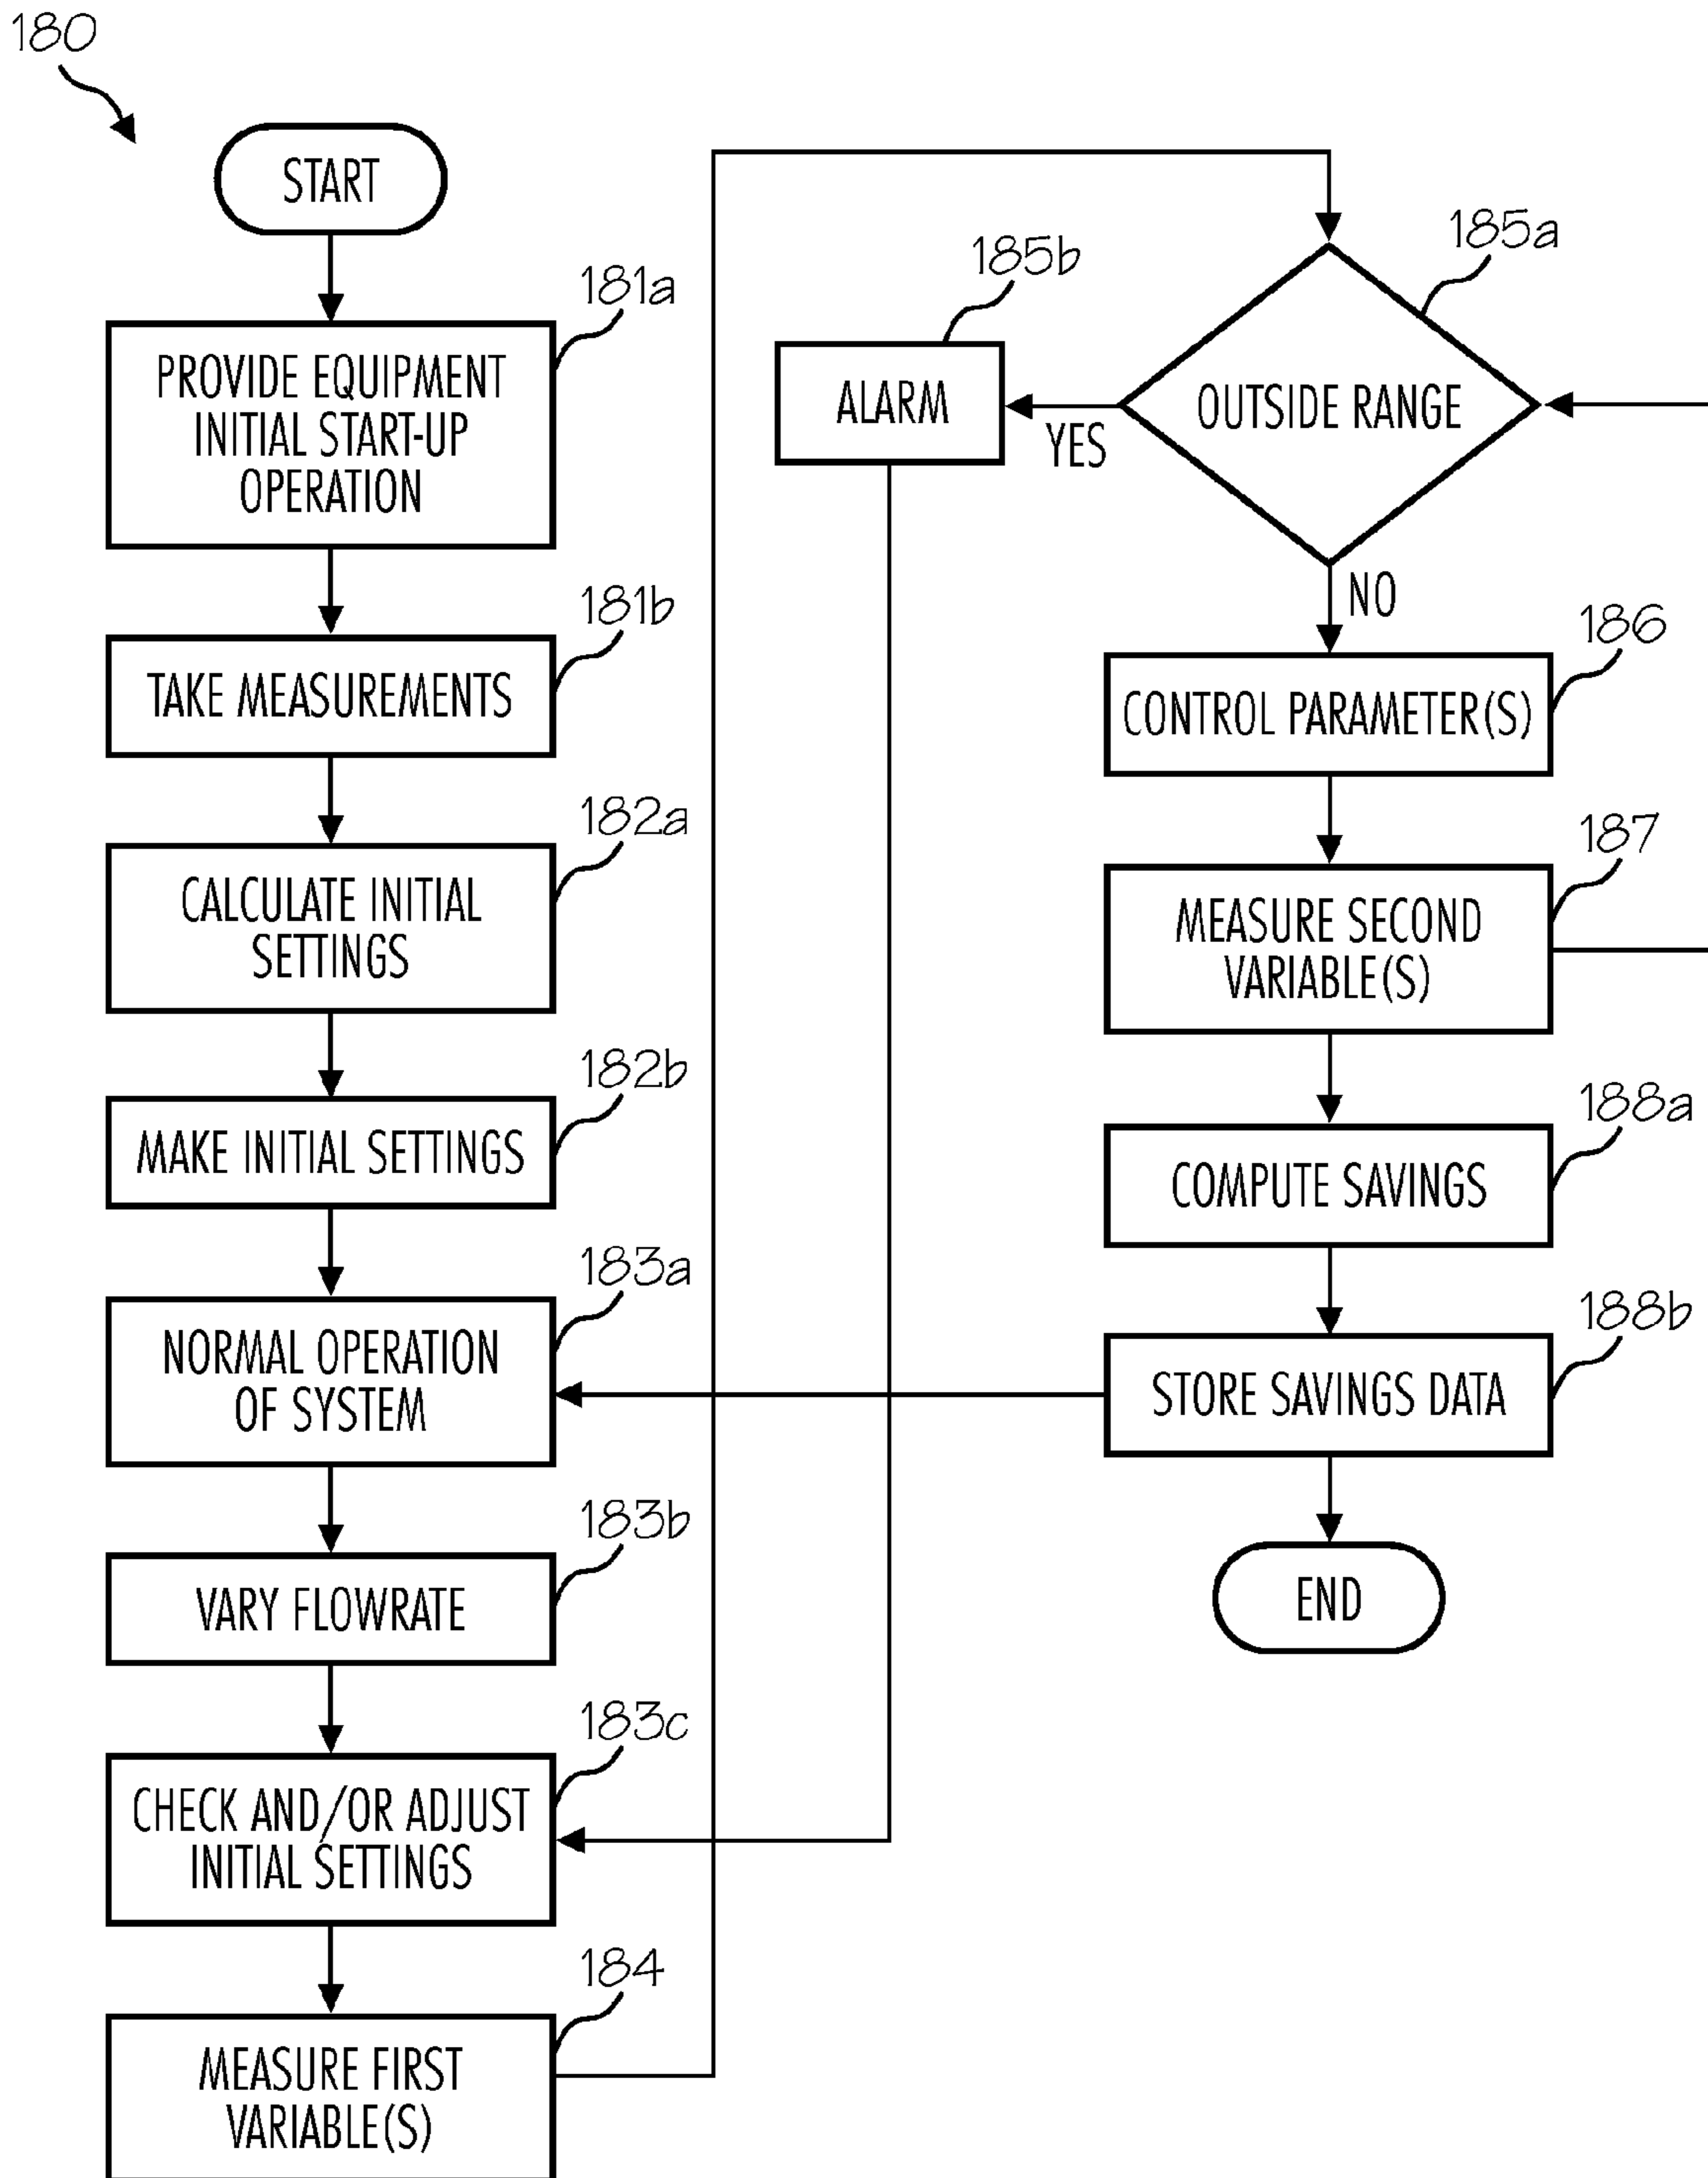 180
START
181a
PROVIDE EQUIPMENT
INITIAL START-UP
OPERATION
181b
TAKE MEASUREMENTS
182a
CALCULATE INITIAL
SETTINGS
182b
MAKE INITIAL SETTINGS
183a
NORMAL OPERATION
OF SYSTEM
183b
VARY FLOWRATE
183c
CHECK AND/OR ADJUST
INITIAL SETTINGS
184
MEASURE FIRST
VARIABLE(S)
185a
OUTSIDE RANGE
185b
ALARM
YES
NO
186
CONTROL PARAMETER(S)
187
MEASURE SECOND
VARIABLE(S)
188a
COMPUTE SAVINGS
188b
STORE SAVINGS DATA
END